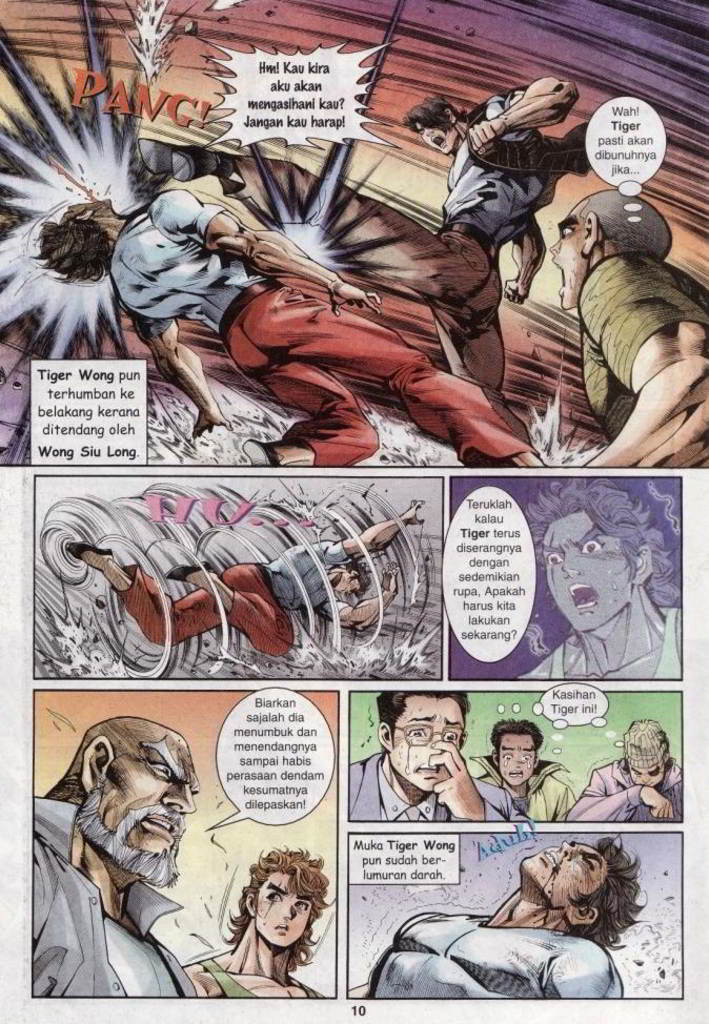 PANG!
Hm! Kau kira
aku akan
mengasihani kau?
Jangan kau harap!
Wah!
Tiger
pasti akan
dibunuhnya
jika...
Tiger Wong pun
terhumban ke
belakang kerana
ditendang oleh
Wong Siu Long.
HU...
Teruklah
kalau
Tiger terus
diserangnya
dengan
sedemikian
rupa, Apakah
harus kita
lakukan
sekarang?
Biarkan
sajalah dia
menumbuk dan
menendangnya
sampai habis
perasaan dendam
kesumatnya
dilepaskan!
Kasihan
Tiger ini!
Muka Tiger Wong
pun sudah ber-
lumuran darah.
Aduh!
10